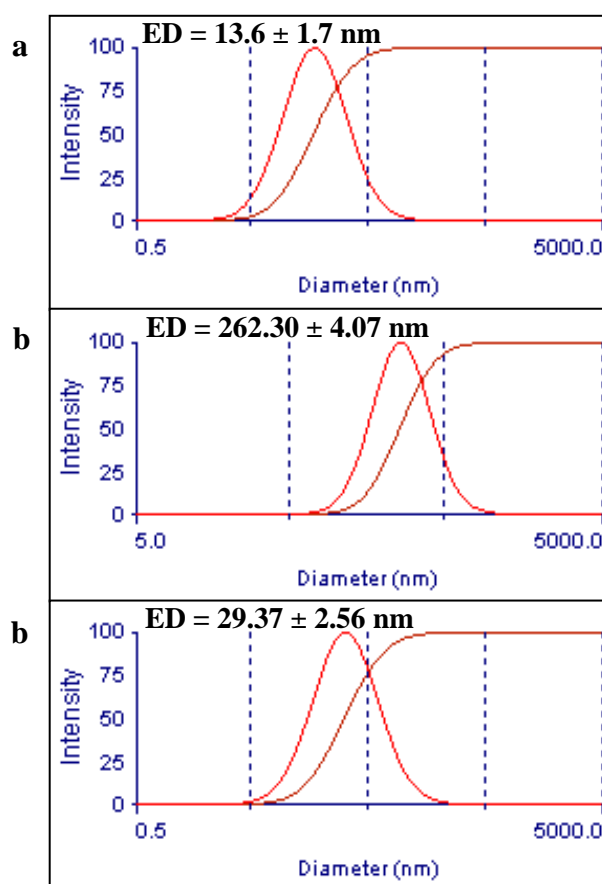 a
ED = 13.6 ± 1.7 nm
100
75
50
25
0
Intensity
0.5 5000.0
Diameter (nm)
b
ED = 262.30 ± 4.07 nm
100
75
50
25
0
Intensity
5.0 5000.0
Diameter (nm)
b
ED = 29.37 ± 2.56 nm
100
75
50
25
0
Intensity
0.5 5000.0
Diameter (nm)